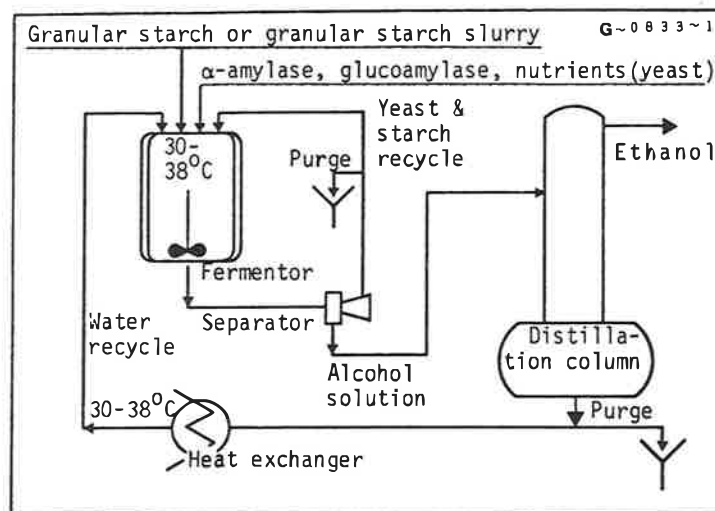 Granular starch or granular starch slurry
G~0833~1
α-amylase, glucoamylase, nutrients(yeast)
Yeast &
starch
recycle
30-
38°C
Purge
Ethanol
Fermentor
Separator
Water
recycle
Distilla-
tion column
Alcohol
solution
30-38°C
Purge
Heat exchanger